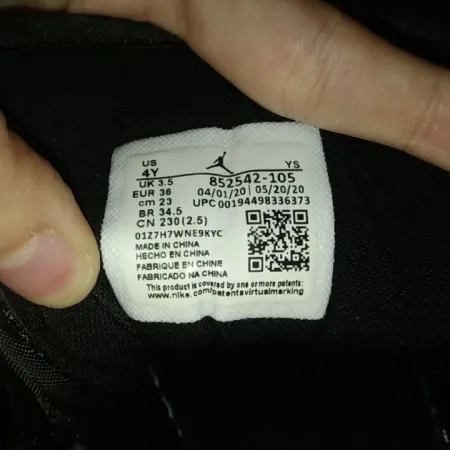 US YS
4Y
UK 3.5 852542-105
EUR 36 04/01/20 | 05/20/20
cm 23 UPC 00194498336373
BR 34.5
CN 230 (2.5)
01Z7H7WNE9KYC
MADE IN CHINA
HECHO EN CHINA
FABRIQUE EN CHINE
FABRICADO NA CHINA
This product is covered by one or more patents:
www.nike.com/patentsvirtualmarking